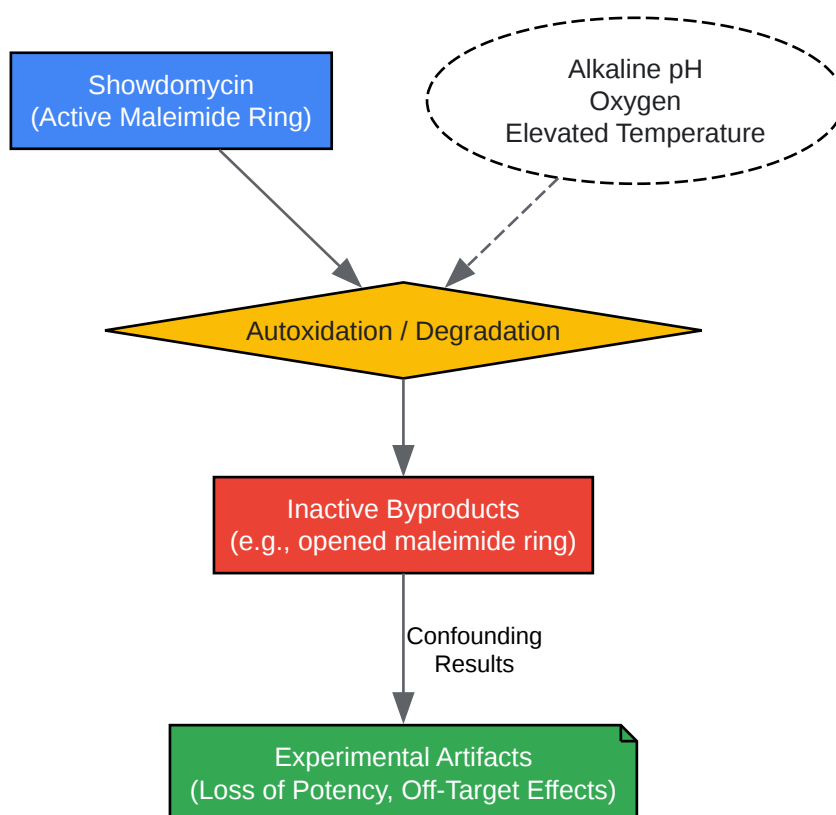 Showdomycin
(Active Maleimide Ring)
Alkaline pH
Oxygen
Elevated Temperature
Autoxidation / Degradation
Inactive Byproducts
(e.g., opened maleimide ring)
Confounding
Results
Experimental Artifacts
(Loss of Potency, Off-Target Effects)